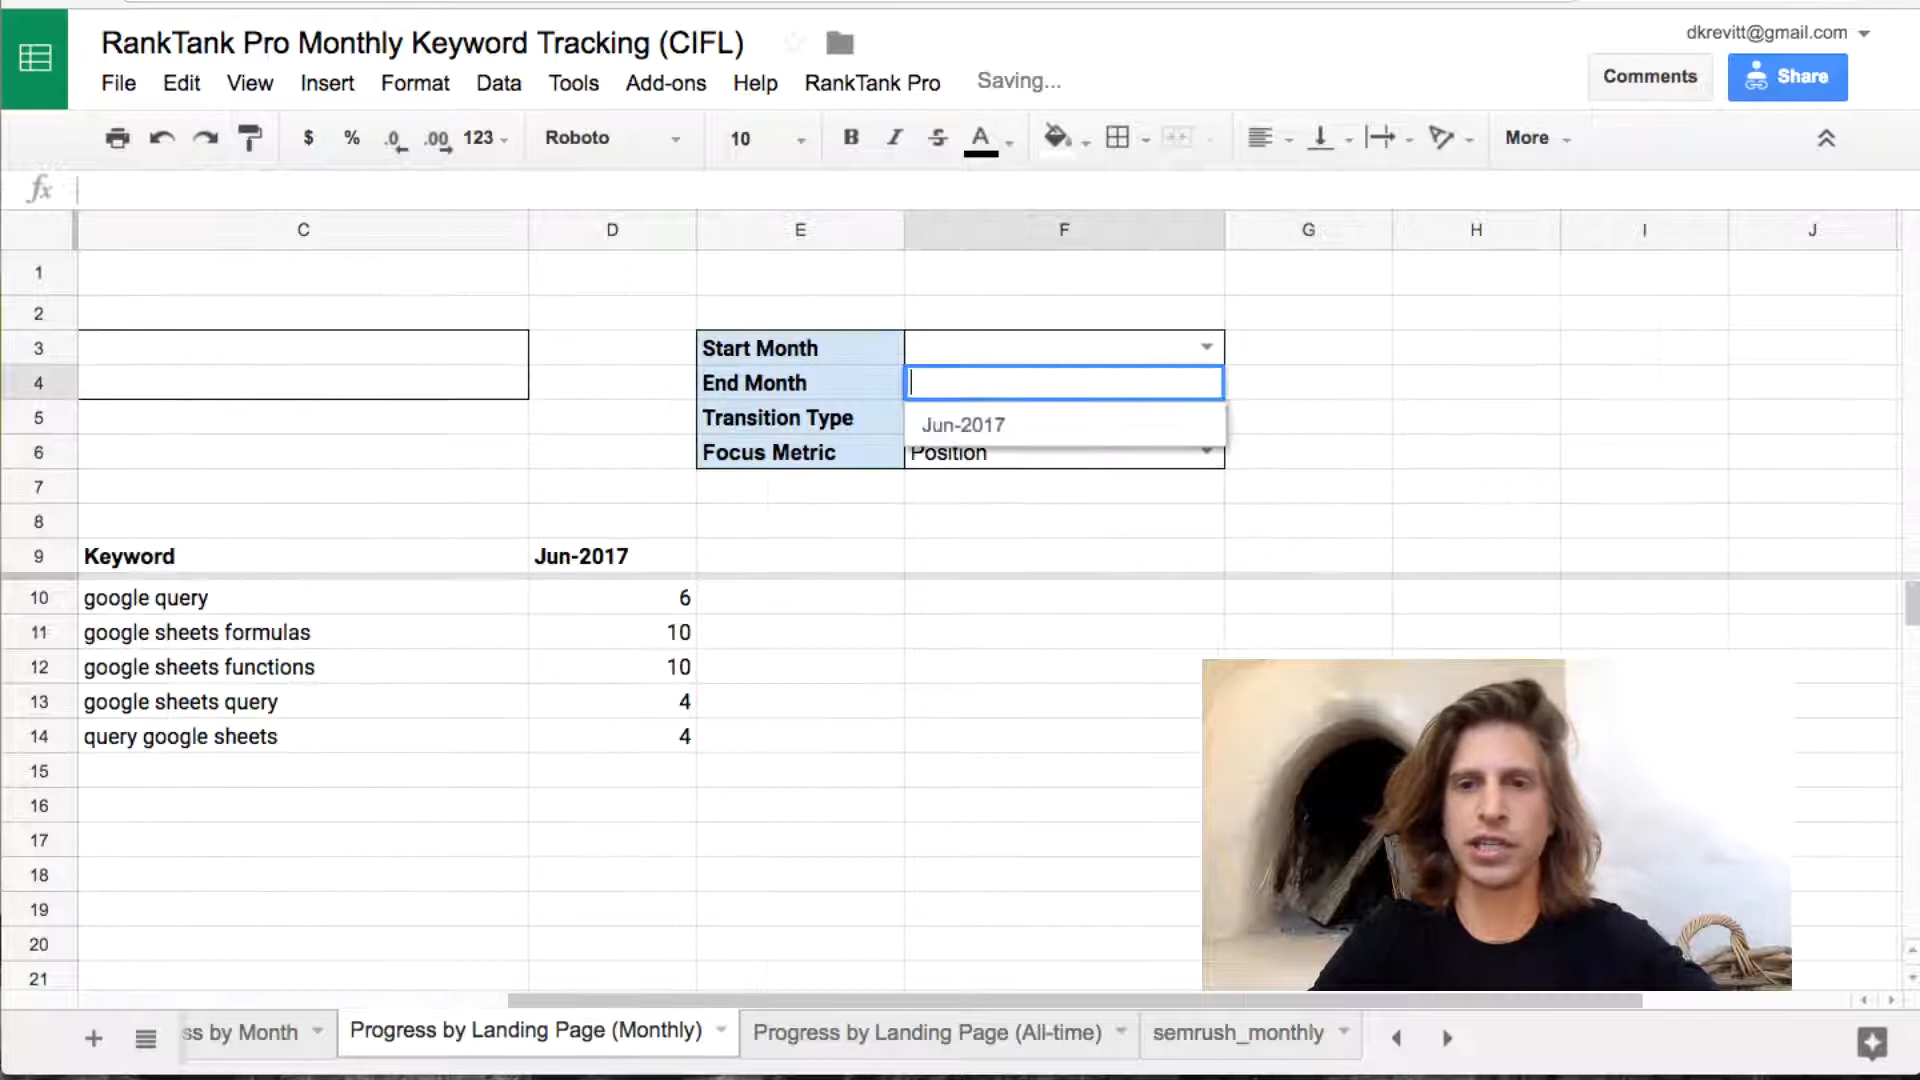 RankTank Pro Monthly Keyword Tracking (CIFL)
dkrevitt@gmail.com
File Edit View Insert Format Data Tools Add-ons Help RankTank Pro Saving...
Comments
Share
$ % .0 .00 123 Roboto 10 B I S A More
fx
C D E F G H I J
1
2
3 Start Month
4 End Month
5 Transition Type Jun-2017
6 Focus Metric Position
7
8
9 Keyword Jun-2017
10 google query 6
11 google sheets formulas 10
12 google sheets functions 10
13 google sheets query 4
14 query google sheets 4
15
16
17
18
19
20
21
ss by Month Progress by Landing Page (Monthly) Progress by Landing Page (All-time) semrush_monthly